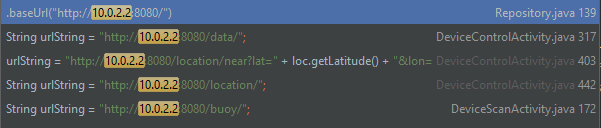 .baseUrl("http://10.0.2.2:8080/") Repository.java 139
String urlString = "http://10.0.2.2:8080/data/"; DeviceControlActivity.java 317
urlString = "http://10.0.2.2:8080/location/near?lat=" + loc.getLatitude() + "&lon= DeviceControlActivity.java 403
String urlString = "http://10.0.2.2:8080/location/"; DeviceControlActivity.java 442
String urlString = "http://10.0.2.2:8080/buoy/"; DeviceScanActivity.java 172